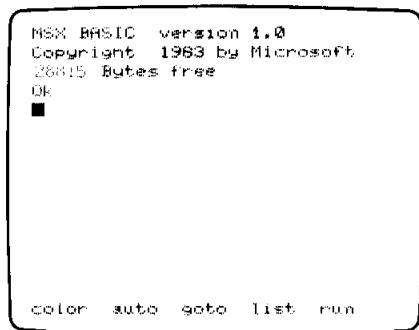 MSX BASIC version 1.0
Copyright 1983 by Microsoft
28815 Bytes free
Ok
color auto goto list run